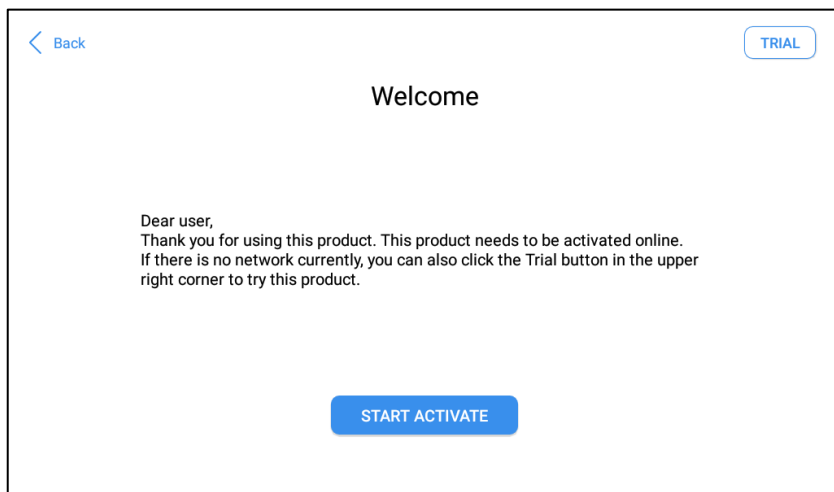 Back
TRIAL
Welcome
Dear user,
Thank you for using this product. This product needs to be activated online.
If there is no network currently, you can also click the Trial button in the upper
right corner to try this product.
START ACTIVATE